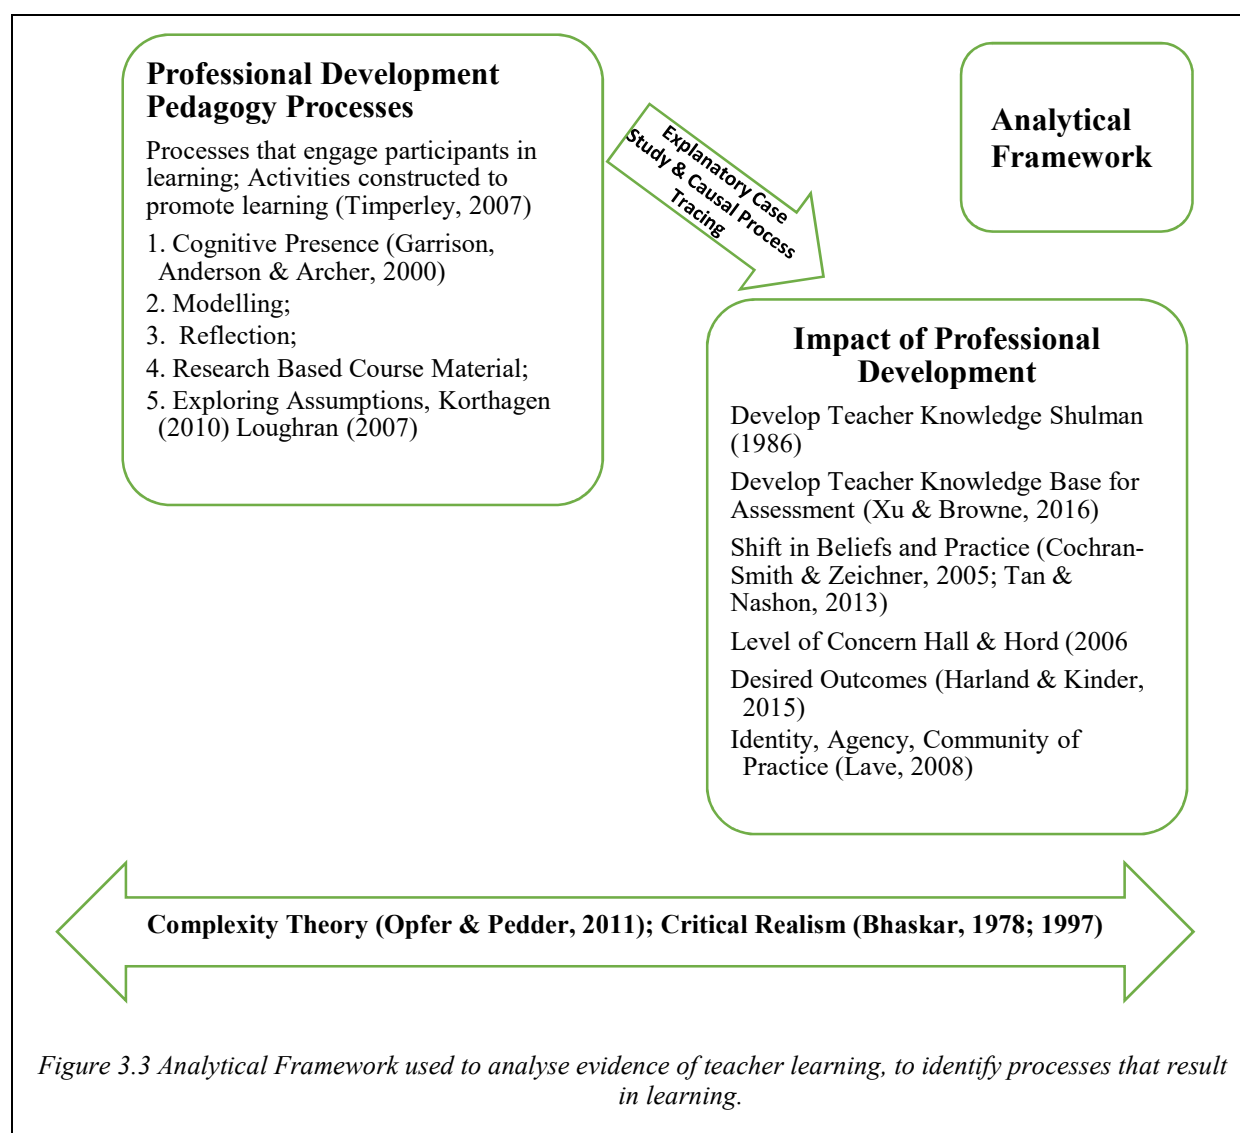 Professional Development
Pedagogy Processes
Processes that engage participants in
learning; Activities constructed to
promote learning (Timperley, 2007)
1. Cognitive Presence (Garrison,
Anderson & Archer, 2000)
2. Modelling;
3. Reflection;
4. Research Based Course Material;
5. Exploring Assumptions, Korthagen
(2010) Loughran (2007)
Explanatory Case
Study & Causal Process
Tracing
Analytical
Framework
Impact of Professional
Development
Develop Teacher Knowledge Shulman
(1986)
Develop Teacher Knowledge Base for
Assessment (Xu & Browne, 2016)
Shift in Beliefs and Practice (Cochran-
Smith & Zeichner, 2005; Tan &
Nashon, 2013)
Level of Concern Hall & Hord (2006
Desired Outcomes (Harland & Kinder,
2015)
Identity, Agency, Community of
Practice (Lave, 2008)
Complexity Theory (Opfer & Pedder, 2011); Critical Realism (Bhaskar, 1978; 1997)
Figure 3.3 Analytical Framework used to analyse evidence of teacher learning, to identify processes that result
in learning.